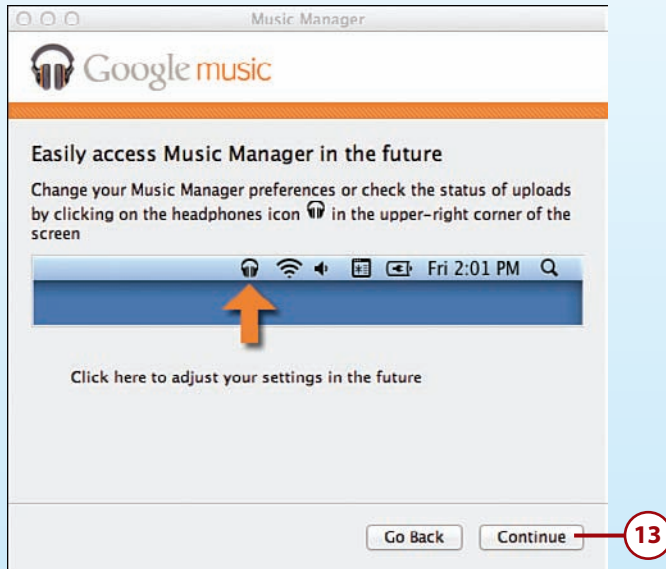 Music Manager
Google music
Easily access Music Manager in the future
Change your Music Manager preferences or check the status of uploads
by clicking on the headphones icon in the upper-right corner of the
screen
Fri 2:01 PM
Click here to adjust your settings in the future
Go Back Continue 13